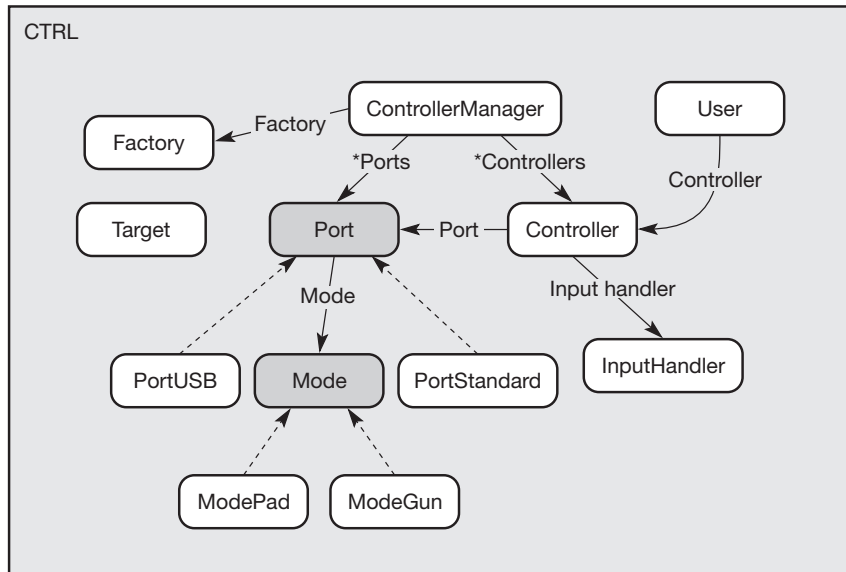 CTRL
ControllerManager
User
Factory
Factory
*Ports
*Controllers
Controller
Target
Port
Port
Controller
Mode
Input handler
PortUSB
Mode
PortStandard
InputHandler
ModePad
ModeGun